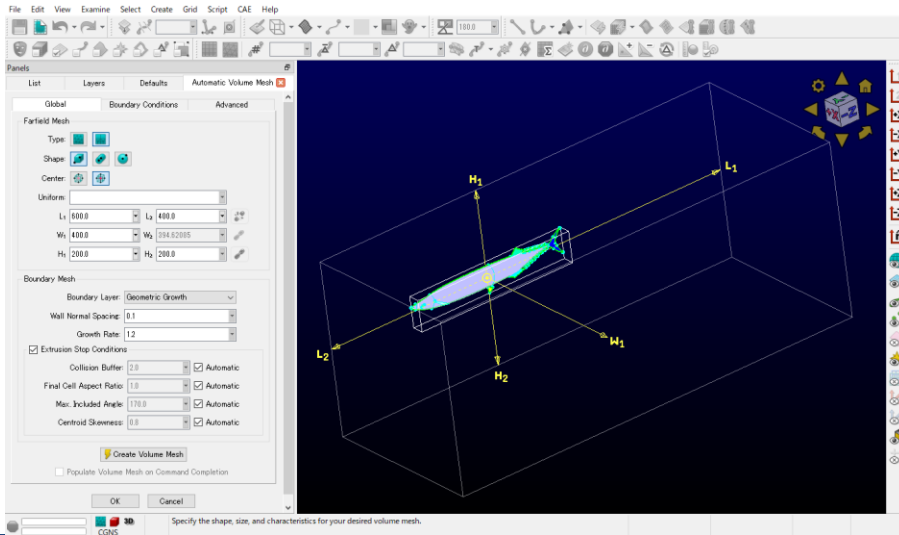 File Edit View Examine Select Create Grid Script CAE Help
180.0
Panels
List Layers Defaults Automatic Volume Mesh
Global Boundary Conditions Advanced
Farfield Mesh
Type:
Shape:
Center:
Uniform:
L₁ 600.0 L₂ 400.0
W₁ 400.0 W₂ 394.62085
H₁ 200.0 H₂ 200.0
Boundary Mesh
Boundary Layer: Geometric Growth
Wall Normal Spacing: 0.1
Growth Rate: 1.2
Extrusion Stop Conditions
Collision Buffer: 2.0 Automatic
Final Cell Aspect Ratio: 1.0 Automatic
Max. Included Angle: 170.0 Automatic
Centroid Skewness: 0.8 Automatic
Create Volume Mesh
Populate Volume Mesh on Command Completion
OK Cancel
H₁
L₁
L₂
W₁
H₂
+X -Z
3D
CGNS
Specify the shape, size, and characteristics for your desired volume mesh.